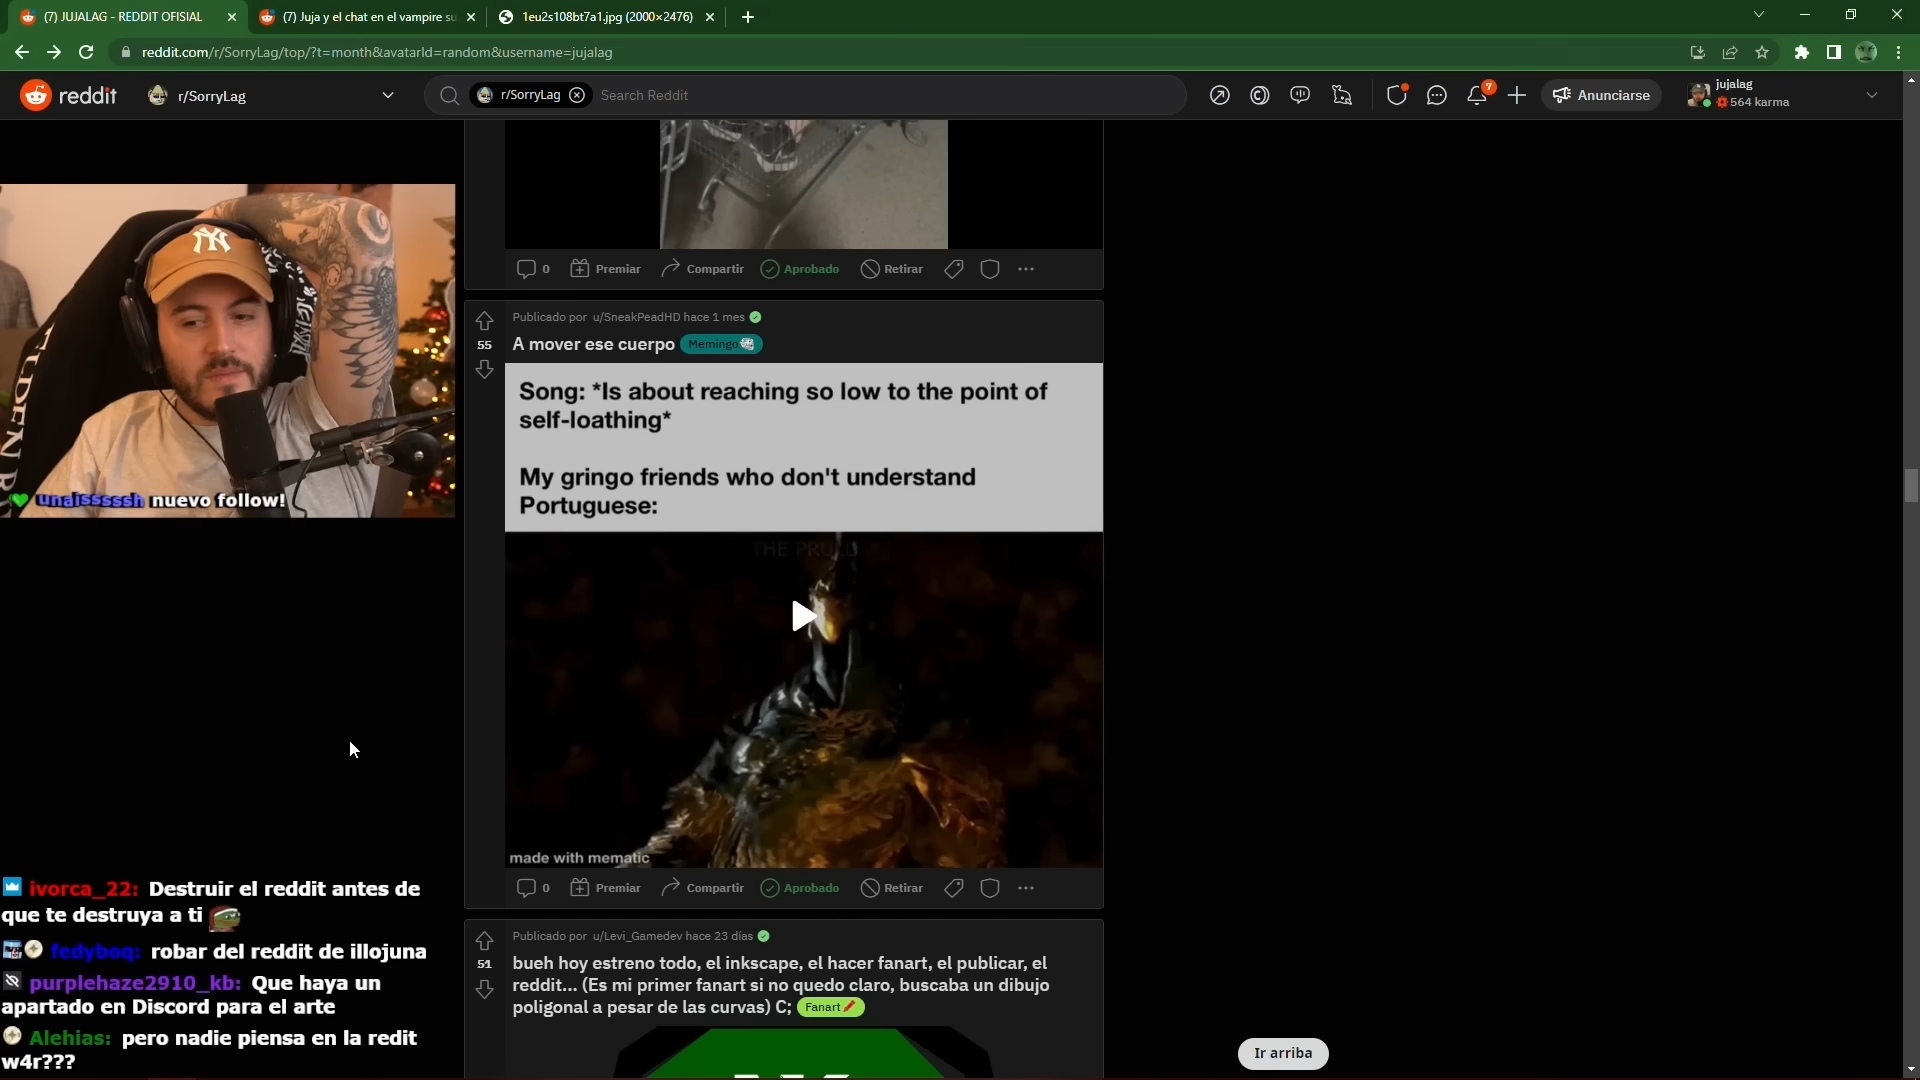 (7) JUJALAG - REDDIT OFISIAL
(7) Juja y el chat en el vampire su
1eu2s108bt7a1.jpg (2000×2476)
reddit.com/r/SorryLag/top/?t=month&avatarId=random&username=jujalag
reddit
r/SorryLag
r/SorryLag
Search Reddit
7
Anunciarse
jujalag
564 karma
0 Premiar Compartir Aprobado Retirar
Publicado por u/SneakPeadHD hace 1 mes
55
A mover ese cuerpo Memingo
Song: *Is about reaching so low to the point of
self-loathing*
My gringo friends who don't understand
Portuguese:
made with mematic
0 Premiar Compartir Aprobado Retirar
Publicado por u/Levi_Gamedev hace 23 días
51
bueh hoy estreno todo, el inkscape, el hacer fanart, el publicar, el
reddit... (Es mi primer fanart si no quedo claro, buscaba un dibujo
poligonal a pesar de las curvas) C; Fanart
Ir arriba
NY
unaisssssh nuevo follow!
ivorca_22: Destruir el reddit antes de
que te destruya a ti
fedyboq: robar del reddit de illojuna
purplehaze2910_kb: Que haya un
apartado en Discord para el arte
Alehias: pero nadie piensa en la redit
w4r???